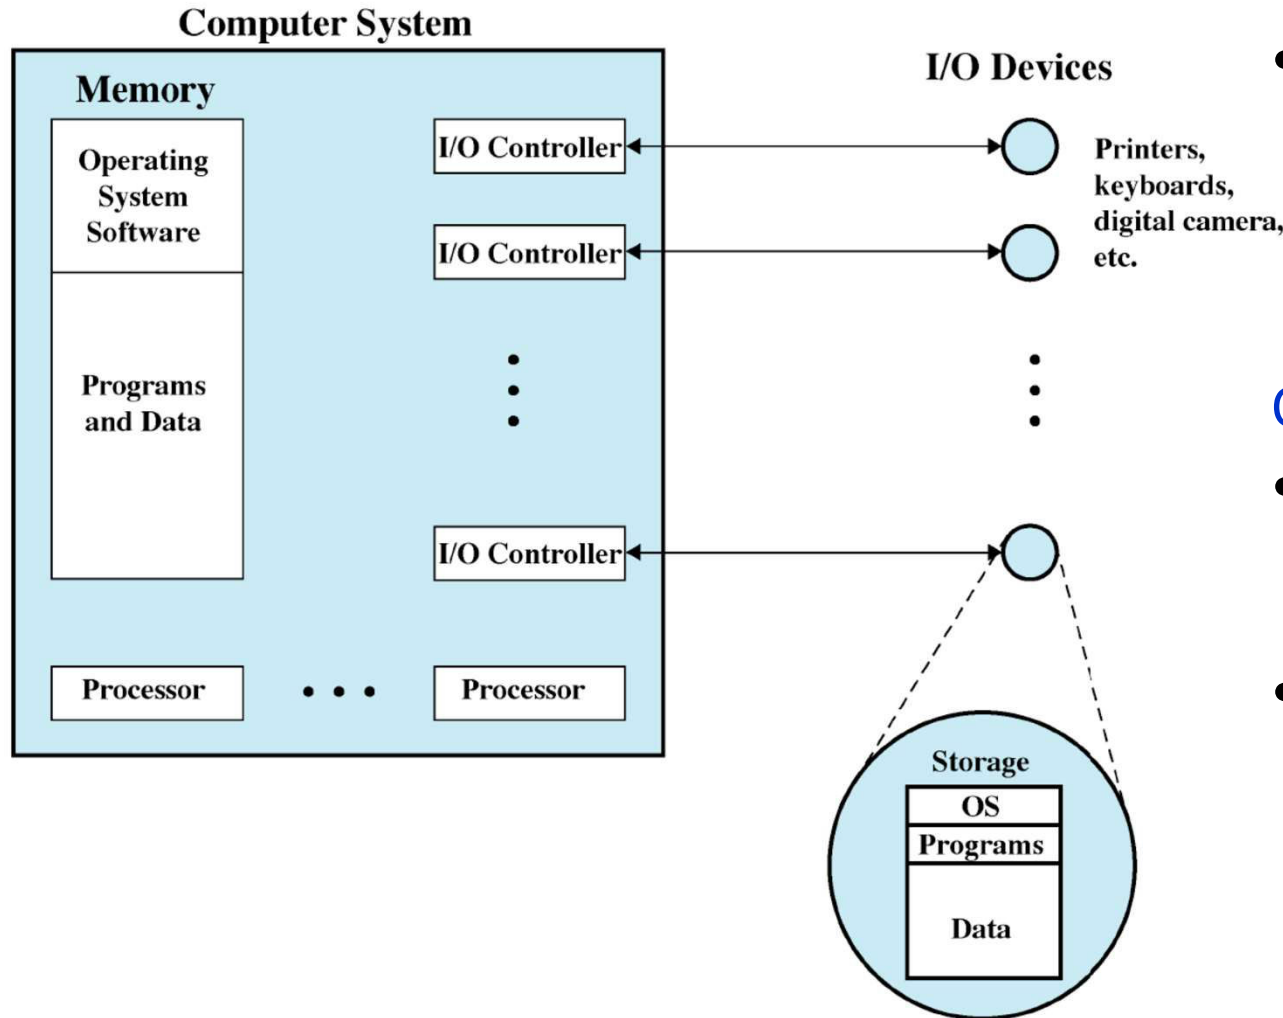 Computer System
Memory
Operating
System
Software
Programs
and Data
I/O Controller
I/O Controller
I/O Controller
Processor
Processor
I/O Devices
Printers,
keyboards,
digital camera,
etc.
Storage
OS
Programs
Data